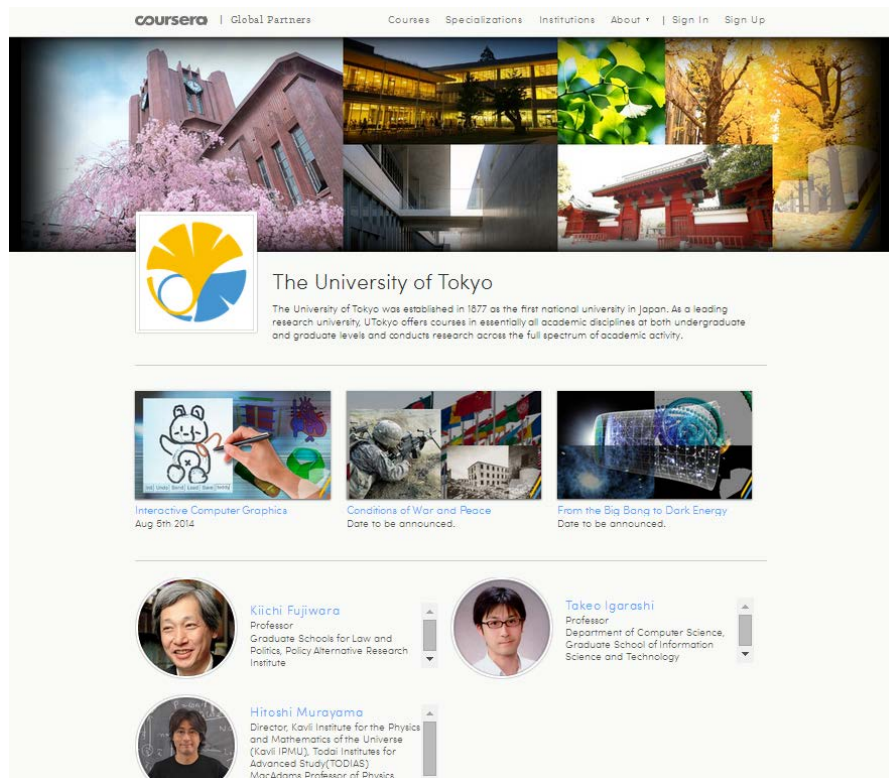 coursera | Global Partners
Courses Specializations Institutions About | Sign In Sign Up
The University of Tokyo
The University of Tokyo was established in 1877 as the first national university in Japan. As a leading
research university, UTokyo offers courses in essentially all academic disciplines at both undergraduate
and graduate levels and conducts research across the full spectrum of academic activity.
Interactive Computer Graphics
Aug 5th 2014
Conditions of War and Peace
Date to be announced.
From the Big Bang to Dark Energy
Date to be announced.
Kiichi Fujiwara
Professor
Graduate Schools for Law and
Politics, Policy Alternative Research
Institute
Takeo Igarashi
Professor
Department of Computer Science,
Graduate School of Information
Science and Technology
Hitoshi Murayama
Director, Kavli Institute for the Physics
and Mathematics of the Universe
(Kavli IPMU), Todai Institutes for
Advanced Study(TODIAS)
MacAdams Professor of Physics